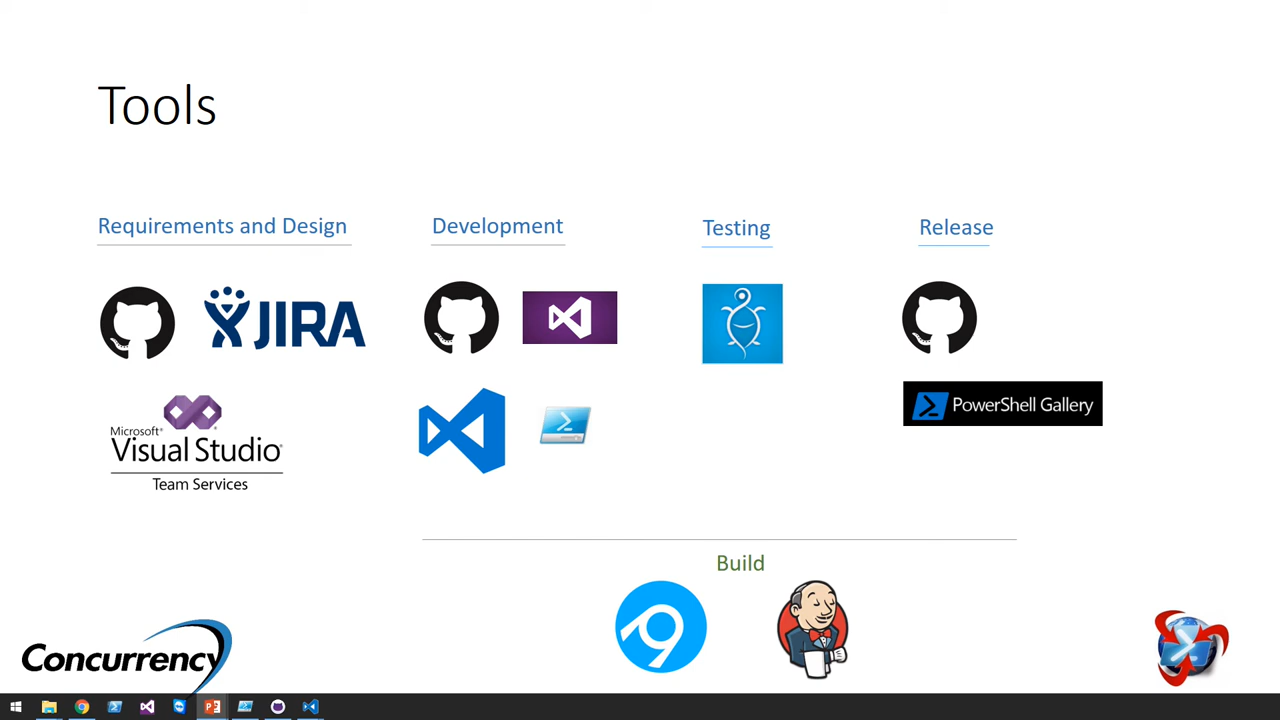 Tools
Requirements and Design
Development
Testing
Release
JIRA
Microsoft®
Visual Studio®
Team Services
PowerShell Gallery
Build
Concurrency